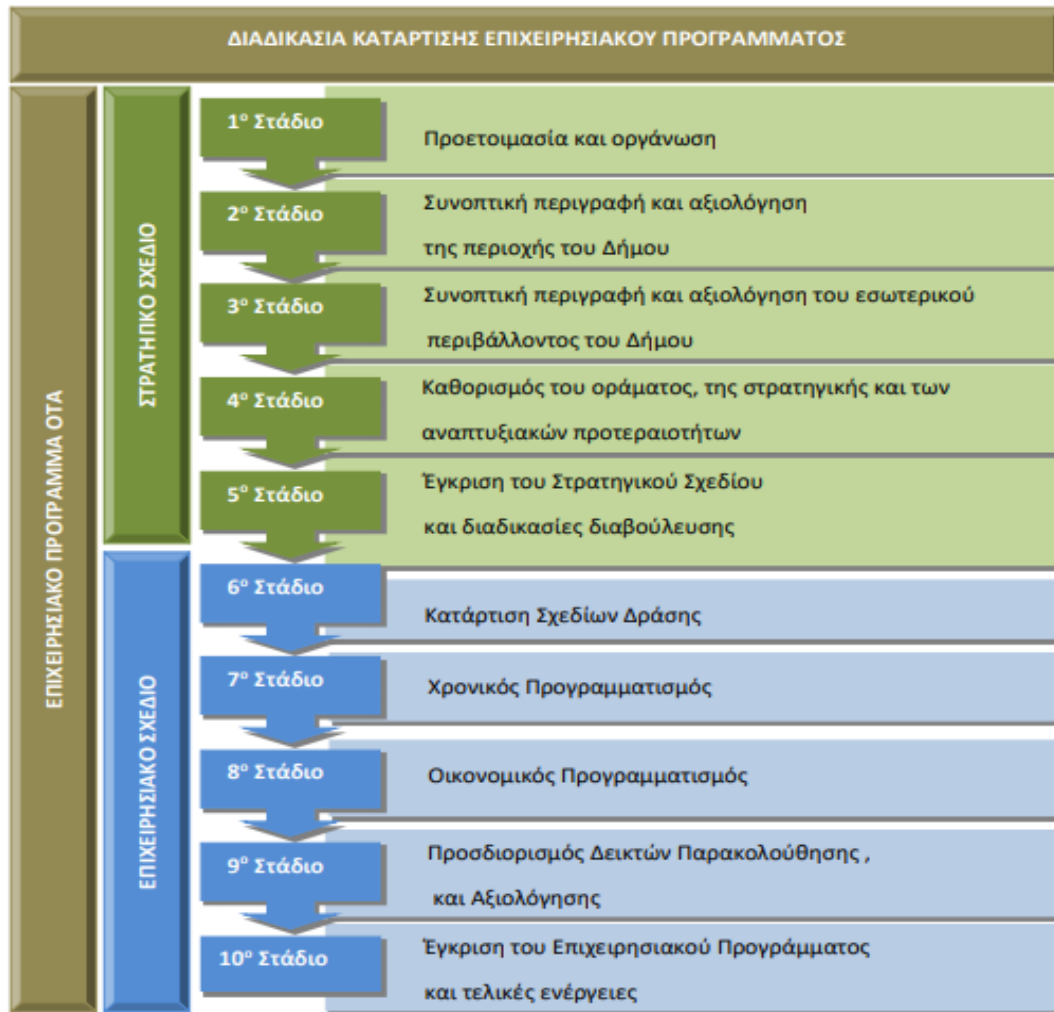 ΔΙΑΔΙΚΑΣΙΑ ΚΑΤΑΡΤΙΣΗΣ ΕΠΙΧΕΙΡΗΣΙΑΚΟΥ ΠΡΟΓΡΑΜΜΑΤΟΣ
ΕΠΙΧΕΙΡΗΣΙΑΚΟ ΠΡΟΓΡΑΜΜΑ ΟΤΑ
ΣΤΡΑΤΗΓΙΚΟ ΣΧΕΔΙΟ
1ο Στάδιο
Προετοιμασία και οργάνωση
2ο Στάδιο
Συνοπτική περιγραφή και αξιολόγηση
της περιοχής του Δήμου
3ο Στάδιο
Συνοπτική περιγραφή και αξιολόγηση του εσωτερικού
περιβάλλοντος του Δήμου
4ο Στάδιο
Καθορισμός του οράματος, της στρατηγικής και των
αναπτυξιακών προτεραιοτήτων
5ο Στάδιο
Έγκριση του Στρατηγικού Σχεδίου
και διαδικασίες διαβούλευσης
ΕΠΙΧΕΙΡΗΣΙΑΚΟ ΣΧΕΔΙΟ
6ο Στάδιο
Κατάρτιση Σχεδίων Δράσης
7ο Στάδιο
Χρονικός Προγραμματισμός
8ο Στάδιο
Οικονομικός Προγραμματισμός
9ο Στάδιο
Προσδιορισμός Δεικτών Παρακολούθησης ,
και Αξιολόγησης
10ο Στάδιο
Έγκριση του Επιχειρησιακού Προγράμματος
και τελικές ενέργειες